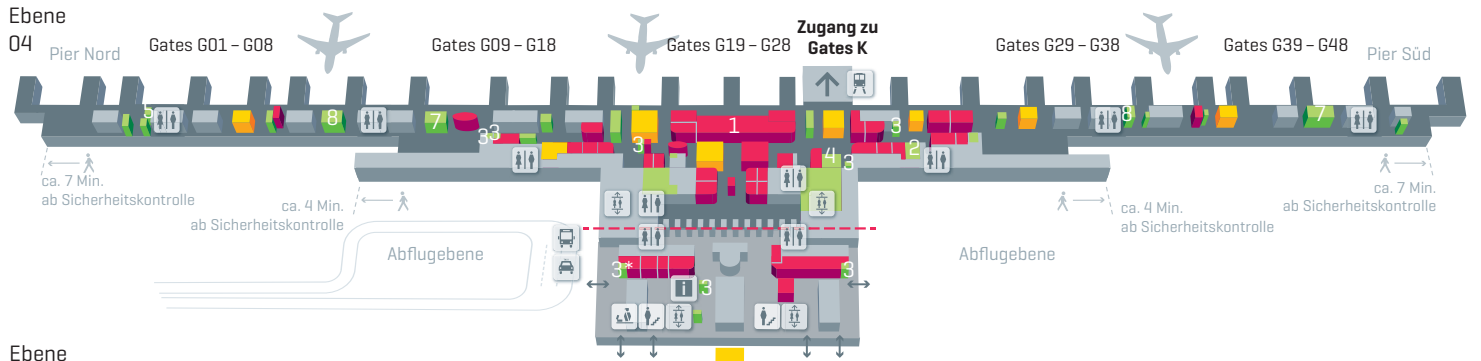 Ebene
04
Pier Nord
Gates G01 – G08
Gates G09 – G18
Gates G19 – G28
Zugang zu
Gates K
Gates G29 – G38
Gates G39 – G48
Pier Süd
5
8
7
3
3
3
1
3
4
3
2
8
7
ca. 7 Min.
ab Sicherheitskontrolle
ca. 4 Min.
ab Sicherheitskontrolle
ca. 4 Min.
ab Sicherheitskontrolle
ca. 7 Min.
ab Sicherheitskontrolle
Abflugebene
Abflugebene
3*
i
3
3
Ebene